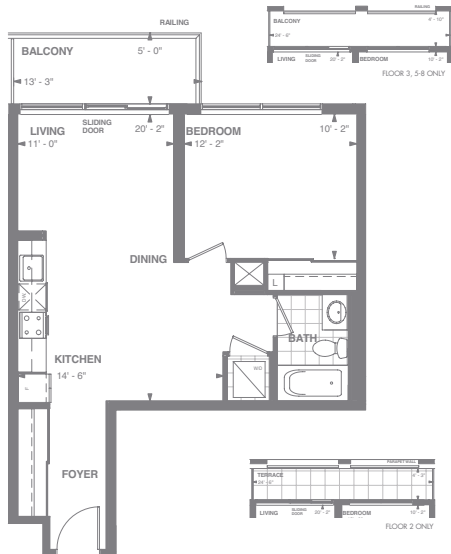 RAILING
BALCONY
5' - 0"
13' - 3"
LIVING
SLIDING
DOOR
20' - 2"
11' - 0"
BEDROOM
10' - 2"
12' - 2"
DINING
L
DW
BATH
KITCHEN
W/D
14' - 6"
F
FOYER
RAILING
BALCONY
4' - 10"
24' - 6"
LIVING
SLIDING
DOOR
20' - 2"
BEDROOM
10' - 2"
FLOOR 3, 5-8 ONLY
PARAPET WALL
TERRACE
4' - 2"
24' - 6"
LIVING
SLIDING
DOOR
20' - 2"
BEDROOM
10' - 2"
FLOOR 2 ONLY